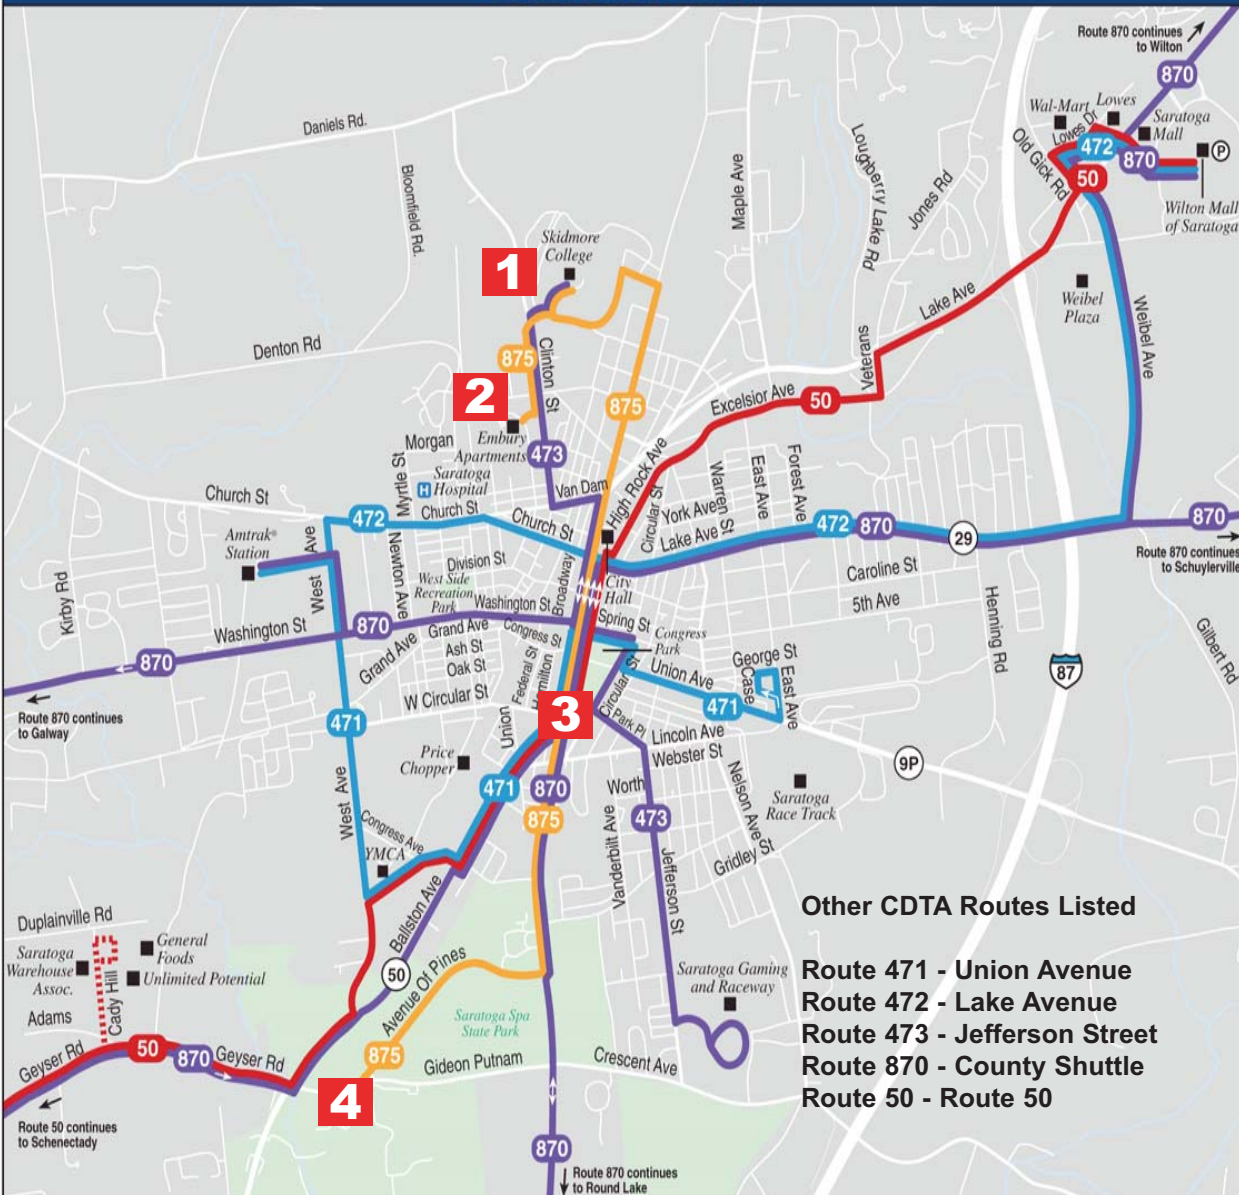 Route 870 continues
to Wilton
870
Wal-Mart
Lowes
Saratoga
Mall
Lowes Dr
472
870
P
Old Gick Rd
50
Wilton Mall
of Saratoga
Daniels Rd.
Bloomfield Rd.
Maple Ave
Loughberry Lake Rd
Jones Rd
Skidmore
College
1
Weibel
Plaza
Lake Ave
Weibel Ave
Denton Rd
875
Clinton St
Veterans
2
875
Excelsior Ave
50
Morgan
Embury
Apartments
473
Myrtle St
Saratoga
Hospital
H
High Rock Ave
Van Dam
Church St
472
Church St
Church St
Circular St
York Ave
Warren St
East Ave
Forest Ave
Lake Ave
472
870
29
870
Route 870 continues
to Schuylerville
Amtrak®
Station
West Ave
Newton Ave
Division St
West Side
Recreation
Park
Broadway
City
Hall
Caroline St
5th Ave
Kirby Rd
Washington St
870
Washington St
Grand Ave
Congress St
Spring St
Congress
Park
Henning Rd
Gilbert Rd
870
Grand Ave
Ash St
Oak St
W Circular St
Federal St
Hamilton
Circular St
Union Ave
George St
Case
East Ave
87
Route 870 continues
to Galway
471
Union
3
Park Pl
471
Lincoln Ave
Webster St
9P
Price
Chopper
471
870
Worth
Nelson Ave
Saratoga
Race Track
West Ave
Congress Ave
875
Vanderbilt Ave
473
Gridley St
YMCA
Jefferson St
Ballston Ave
Duplainville Rd
Saratoga
Warehouse
Assoc.
General
Foods
Unlimited Potential
Cady Hill
50
Avenue Of Pines
Saratoga Gaming
and Raceway
Adams
Saratoga Spa
State Park
Geyser Rd
50
870
Geyser Rd
875
Gideon Putnam
Crescent Ave
4
Route 50 continues
to Schenectady
870
Route 870 continues
to Round Lake
Other CDTA Routes Listed
Route 471 - Union Avenue
Route 472 - Lake Avenue
Route 473 - Jefferson Street
Route 870 - County Shuttle
Route 50 - Route 50